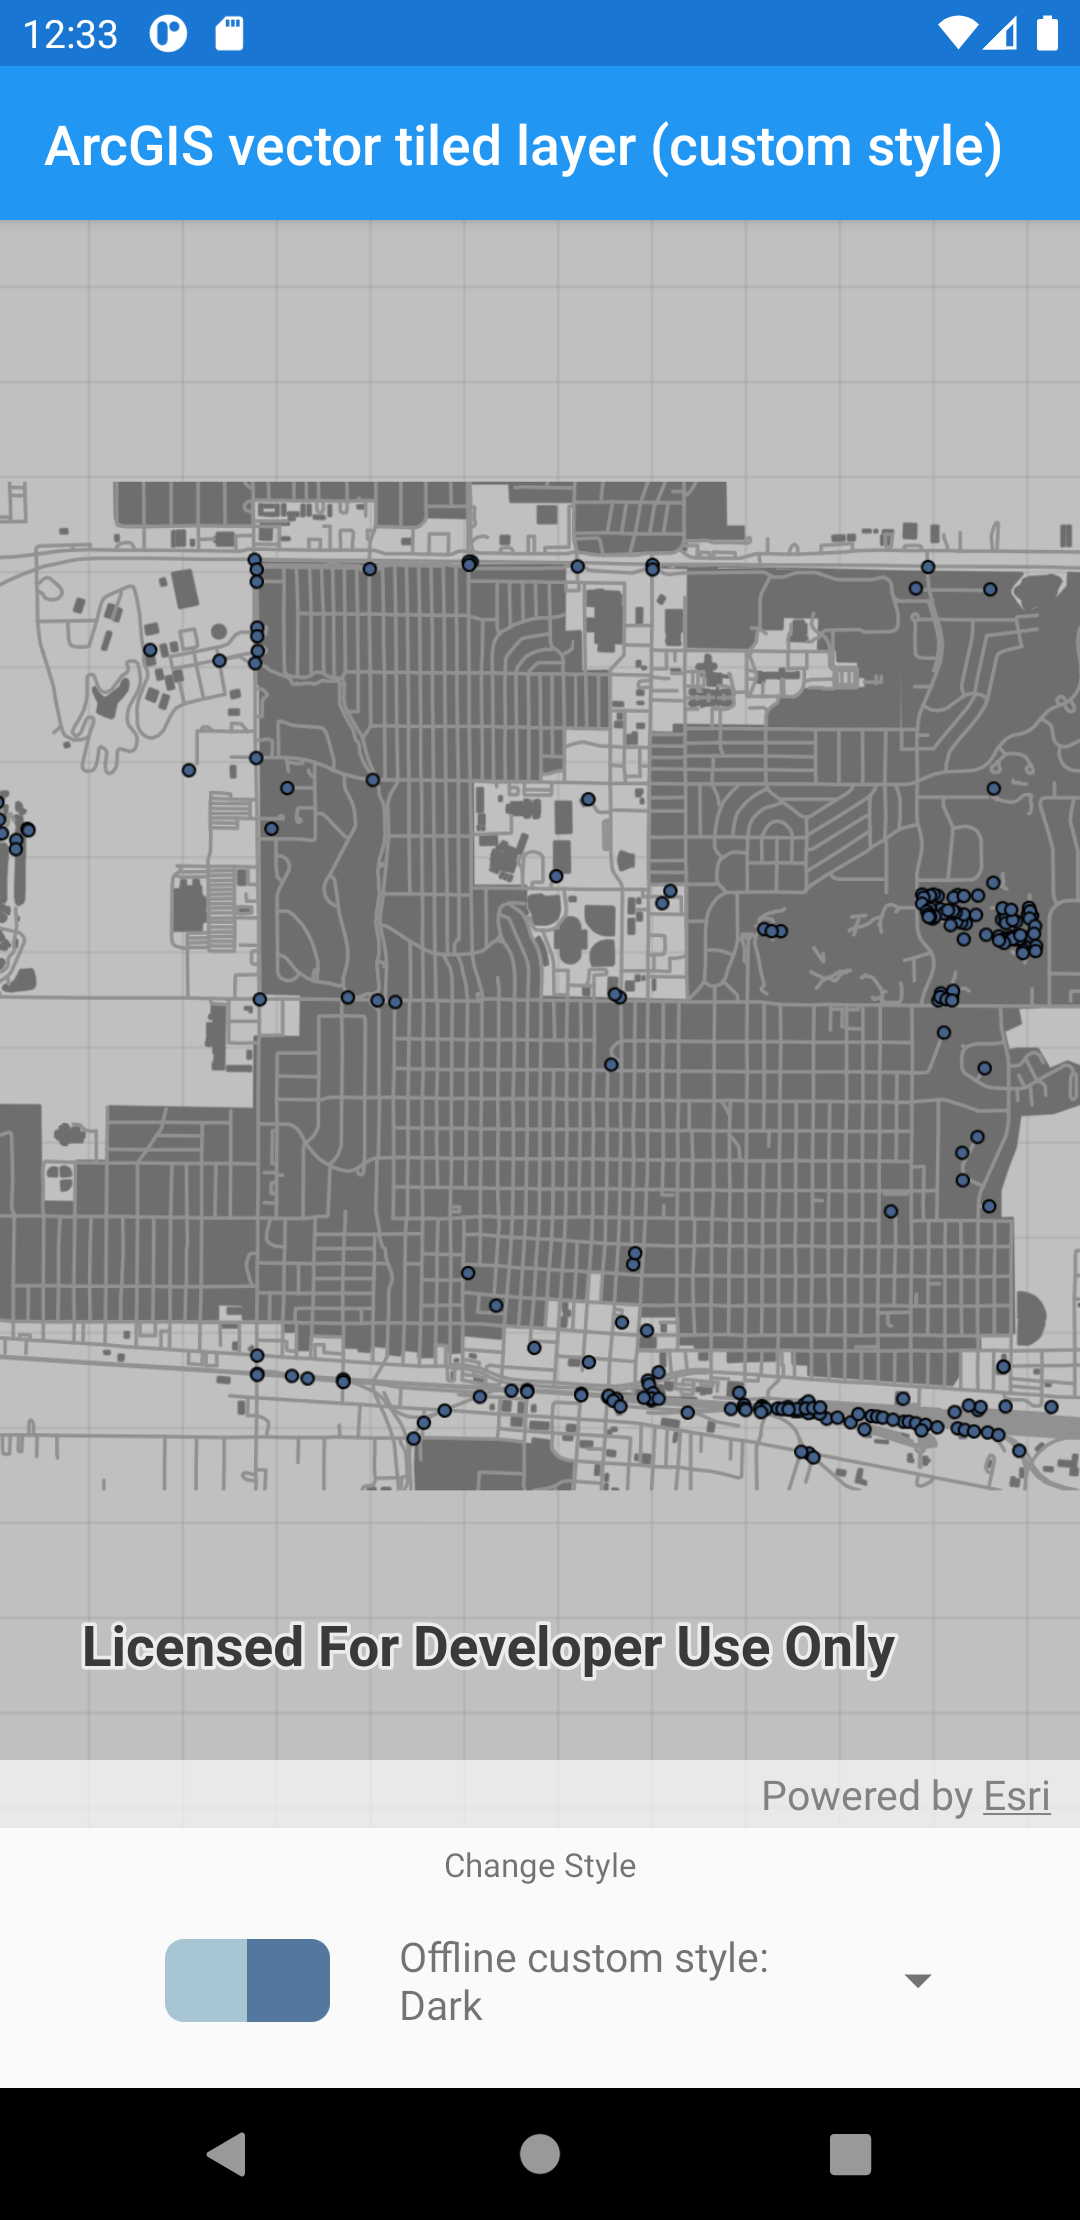 12:33
ArcGIS vector tiled layer (custom style)
Licensed For Developer Use Only
Powered by Esri
Change Style
Offline custom style:
Dark